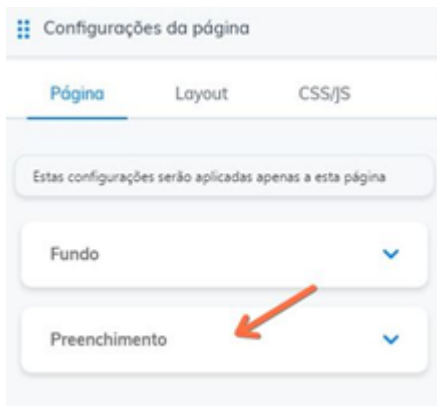 Configurações da página
Página Layout CSS/JS
Estas configurações serão aplicadas apenas a esta página
Fundo
Preenchimento